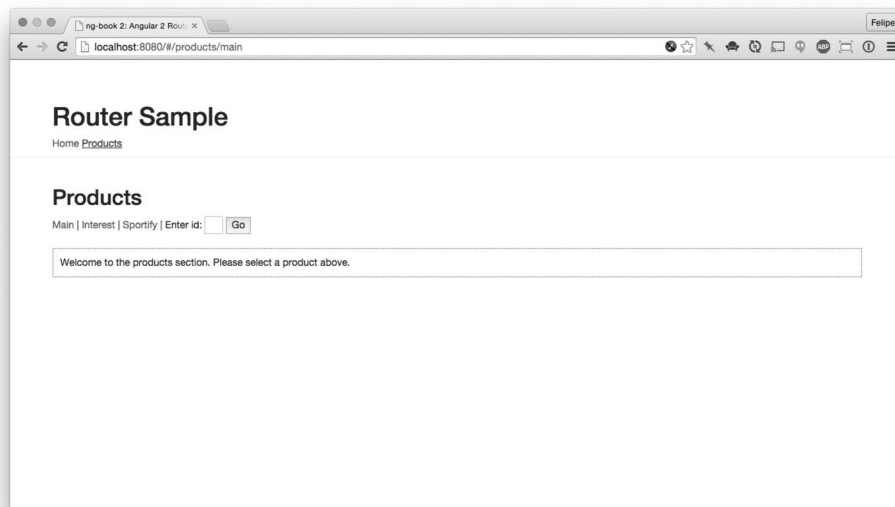 ng-book 2: Angular 2 Rout
Felipe
localhost:8080/#/products/main
ABP
Router Sample
Home Products
Products
Main | Interest | Sportify | Enter id: Go
Welcome to the products section. Please select a product above.